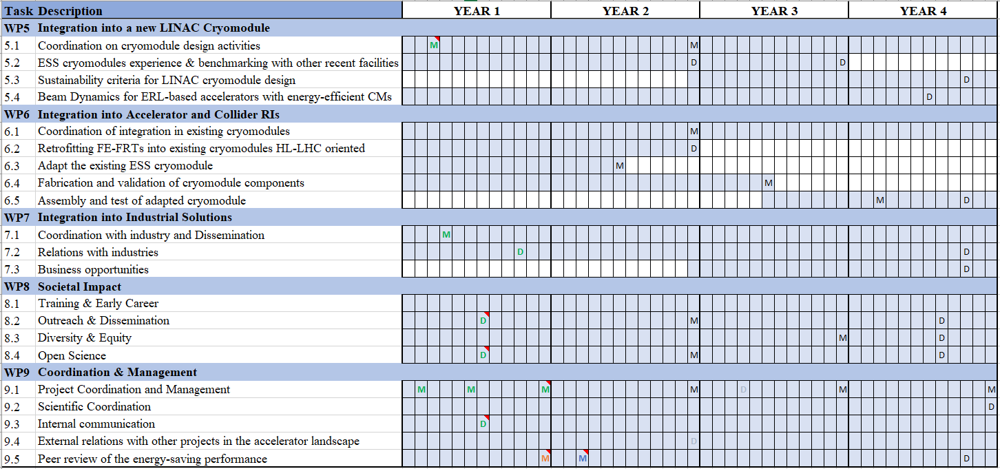 Task Description YEAR 1 YEAR 2 YEAR 3 YEAR 4
WP5 Integration into a new LINAC Cryomodule
5.1 Coordination on cryomodule design activities M M
5.2 ESS cryomodules experience & benchmarking with other recent facilities D D
5.3 Sustainability criteria for LINAC cryomodule design D
5.4 Beam Dynamics for ERL-based accelerators with energy-efficient CMs D
WP6 Integration into Accelerator and Collider RIs
6.1 Coordination of integration in existing cryomodules M
6.2 Retrofitting FE-FRTs into existing cryomodules HL-LHC oriented D
6.3 Adapt the existing ESS cryomodule M
6.4 Fabrication and validation of cryomodule components M
6.5 Assembly and test of adapted cryomodule M D
WP7 Integration into Industrial Solutions
7.1 Coordination with industry and Dissemination M
7.2 Relations with industries D D
7.3 Business opportunities D
WP8 Societal Impact
8.1 Training & Early Career
8.2 Outreach & Dissemination D M D
8.3 Diversity & Equity M D
8.4 Open Science D M D
WP9 Coordination & Management
9.1 Project Coordination and Management M M M M D M M
9.2 Scientific Coordination D
9.3 Internal communication D
9.4 External relations with other projects in the accelerator landscape D
9.5 Peer review of the energy-saving performance M M D